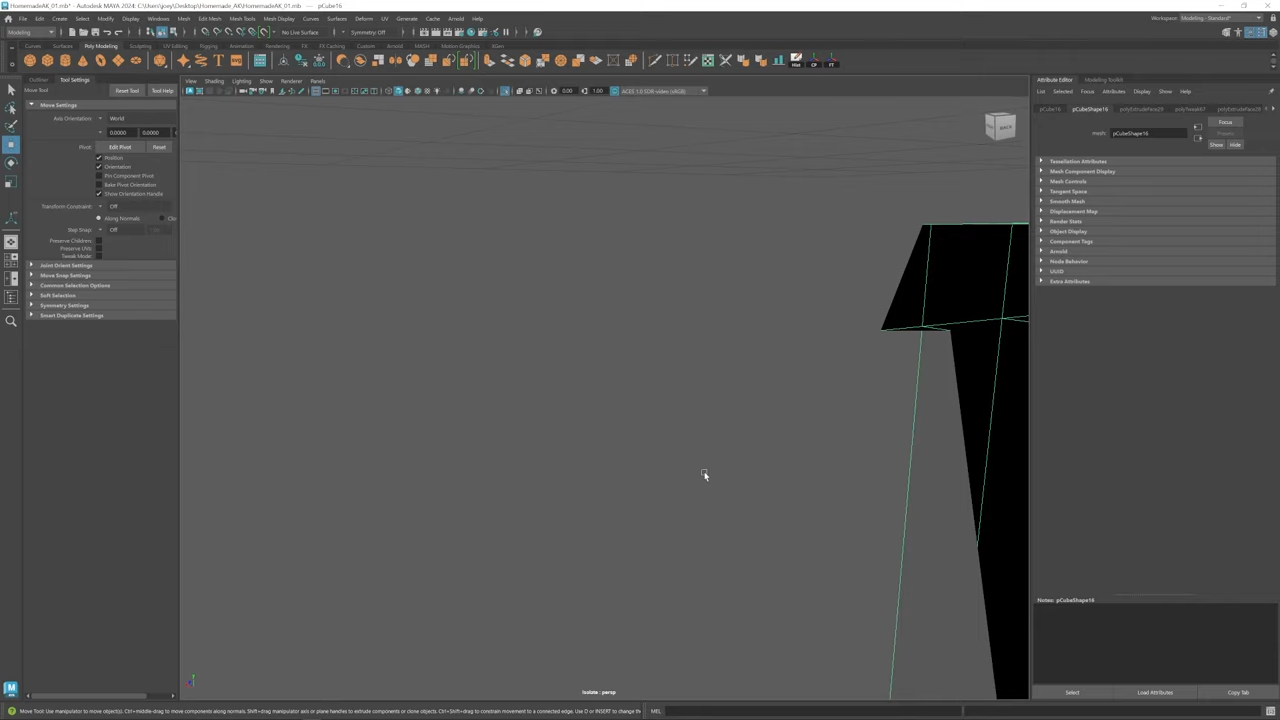 HomemadeAK_01.mb* - Autodesk MAYA 2024: C:\Users\joey\Desktop\Homemade_AK\HomemadeAK_01.mb --- pCube16
File Edit Create Select Modify Display Windows Mesh Edit Mesh Mesh Tools Mesh Display Curves Surfaces Deform UV Generate Cache Arnold Help
Workspace: Modeling - Standard*
Modeling
No Live Surface
Symmetry: Off
Curves Surfaces Poly Modeling Sculpting UV Editing Rigging Animation Rendering FX FX Caching Custom Arnold MASH Motion Graphics XGen
Hist CP FT
Outliner Tool Settings
View Shading Lighting Show Renderer Panels
Attribute Editor Modeling Toolkit
Move Tool Reset Tool Tool Help
0.00 1.00 ACES 1.0 SDR-video (sRGB)
List Selected Focus Attributes Display Show Help
Move Settings
pCube16 pCubeShape16 polyExtrudeFace29 polyTweak67
Axis Orientation: World
0.0000 0.0000
Focus
Presets
mesh: pCubeShape16
Show Hide
Pivot: Edit Pivot Reset
Position
Orientation
Pin Component Pivot
Bake Pivot Orientation
Show Orientation Handle
Transform Constraint: Off
Along Normals Clo
Step Snap: Off
Preserve Children:
Preserve UVs:
Tweak Mode:
Joint Orient Settings
Move Snap Settings
Common Selection Options
Soft Selection
Symmetry Settings
Smart Duplicate Settings
Tessellation Attributes
Mesh Component Display
Mesh Controls
Tangent Space
Smooth Mesh
Displacement Map
Render Stats
Object Display
Component Tags
Arnold
Node Behavior
UUID
Extra Attributes
BACK
Notes: pCubeShape16
Isolate : persp
Select Load Attributes Copy Tab
Move Tool: Use manipulator to move object(s). Ctrl+middle-drag to move components along normals. Shift+drag manipulator axis or plane handles to extrude components or clone objects. Ctrl+Shift+drag to constrain movement to a connected edge. Use D or INSERT to change the
MEL